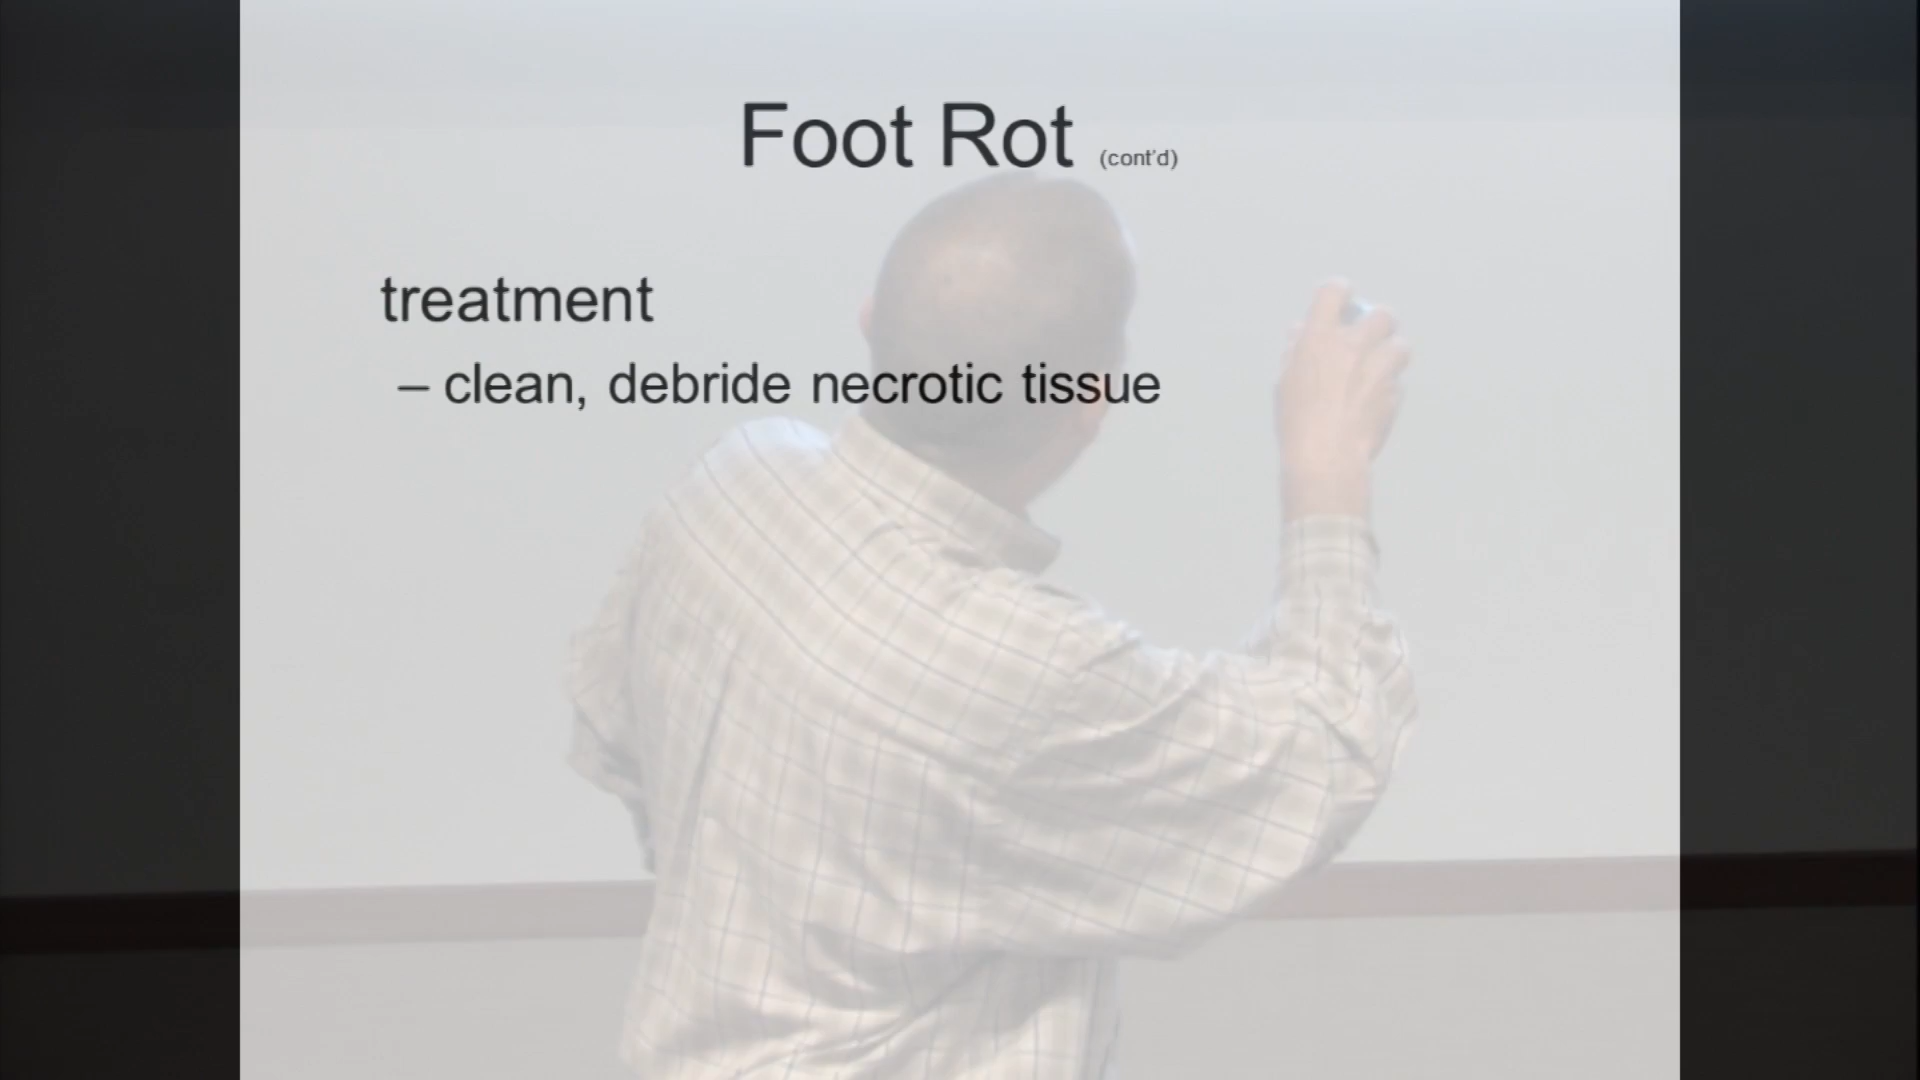 Foot Rot (cont'd)
treatment
– clean, debride necrotic tissue